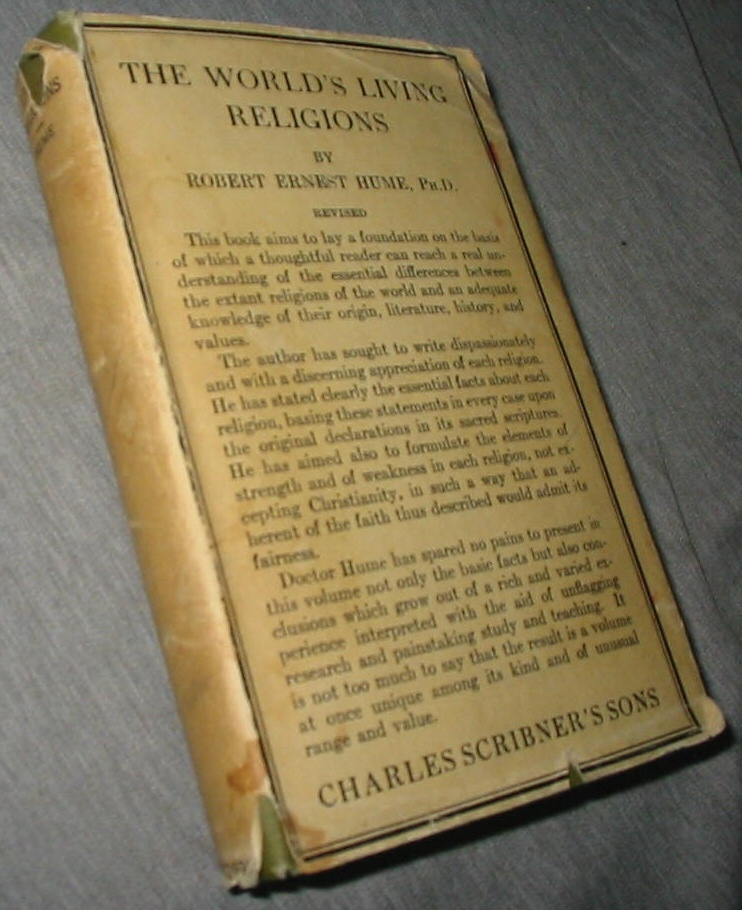 THE WORLD'S LIVING
RELIGIONS
BY
ROBERT ERNEST HUME, PH.D.
REVISED
This book aims to lay a foundation on the basis
of which a thoughtful reader can reach a real un-
derstanding of the essential differences between
the extant religions of the world and an adequate
knowledge of their origin, literature, history, and
values.
The author has sought to write dispassionately
and with a discerning appreciation of each religion.
He has stated clearly the essential facts about each
religion, basing these statements in every case upon
the original declarations in its sacred scriptures.
He has aimed also to formulate the elements of
strength and of weakness in each religion, not ex-
cepting Christianity, in such a way that an ad-
herent of the faith thus described would admit its
fairness.
Doctor Hume has spared no pains to present in
this volume not only the basic facts but also con-
clusions which grow out of a rich and varied ex-
perience interpreted with the aid of unflagging
research and painstaking study and teaching. It
is not too much to say that the result is a volume
at once unique among its kind and of unusual
range and value.
CHARLES SCRIBNER'S SONS